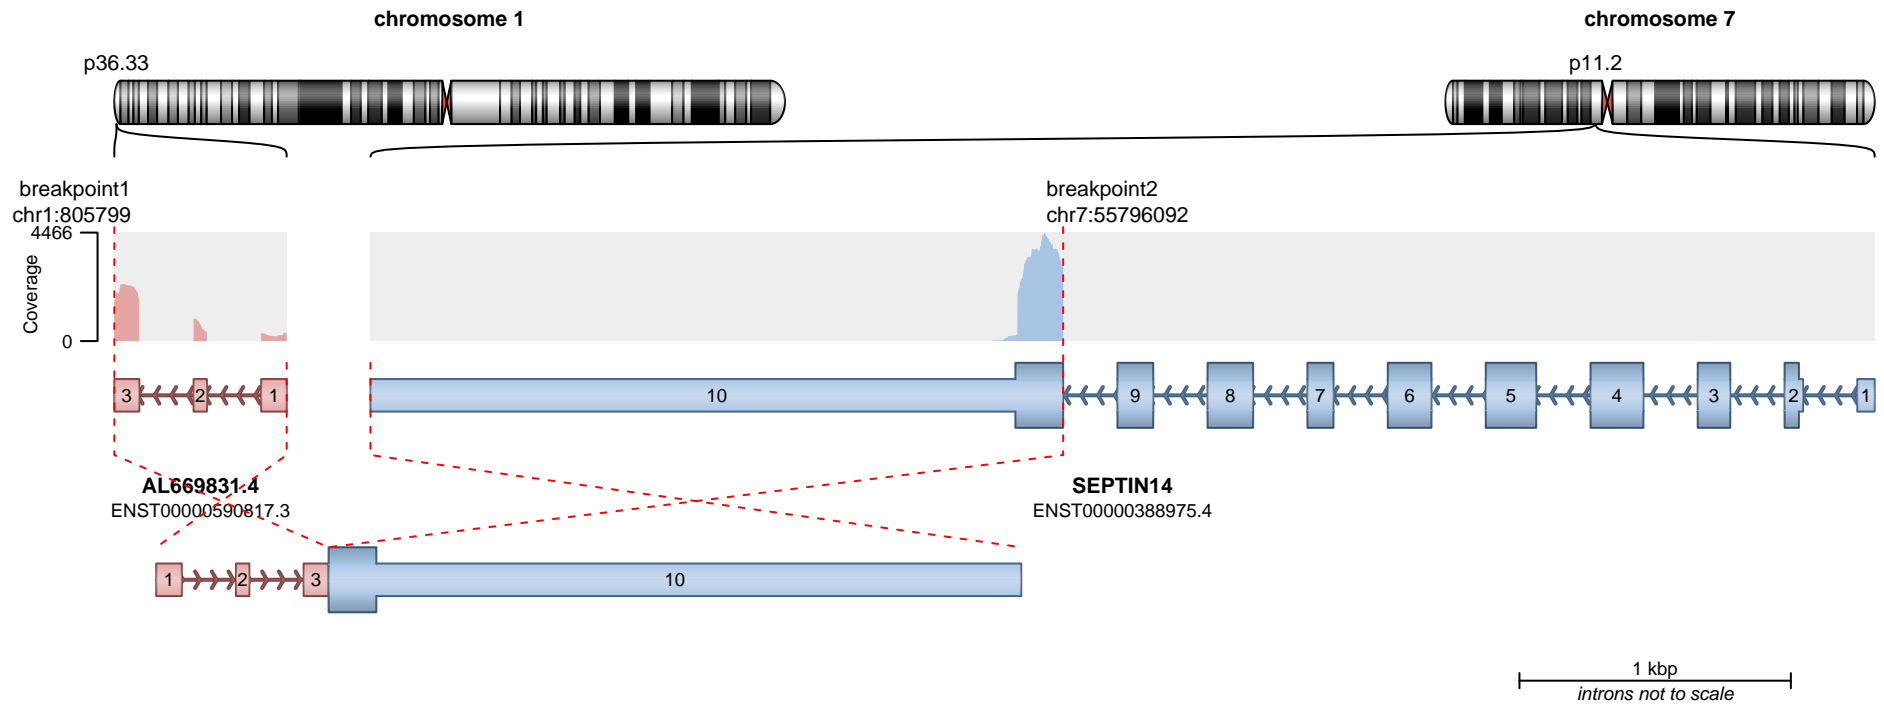 chromosome 1
chromosome 7
p36.33
p11.2
breakpoint1
chr1:805799
breakpoint2
chr7:55796092
4466
Coverage
0
3 2 1
10 9 8 7 6 5 4 3 2 1
AL669831.4
ENST00000590817.3
SEPTIN14
ENST00000388975.4
1 2 3 10
1 kbp
introns not to scale